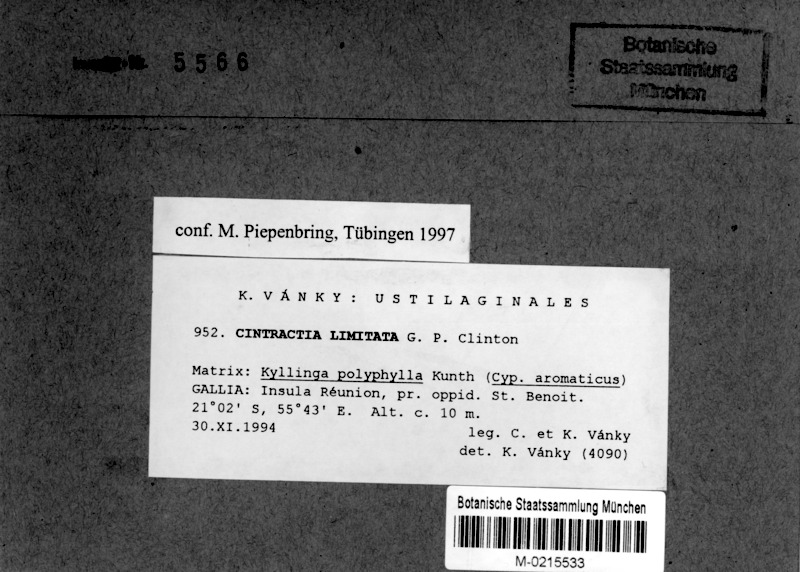 5566
Botanische
Staatssammlung
München
conf. M. Piepenbring, Tübingen 1997
K. VÁNKY: USTILAGINALES
952. CINTRACTIA LIMITATA G. P. Clinton
Matrix: Kyllinga polyphylla Kunth (Cyp. aromaticus)
GALLIA: Insula Réunion, pr. oppid. St. Benoit.
21°02' S, 55°43' E. Alt. c. 10 m.
30.XI.1994
leg. C. et K. Vánky
det. K. Vánky (4090)
Botanische Staatssammlung München
M-0215533